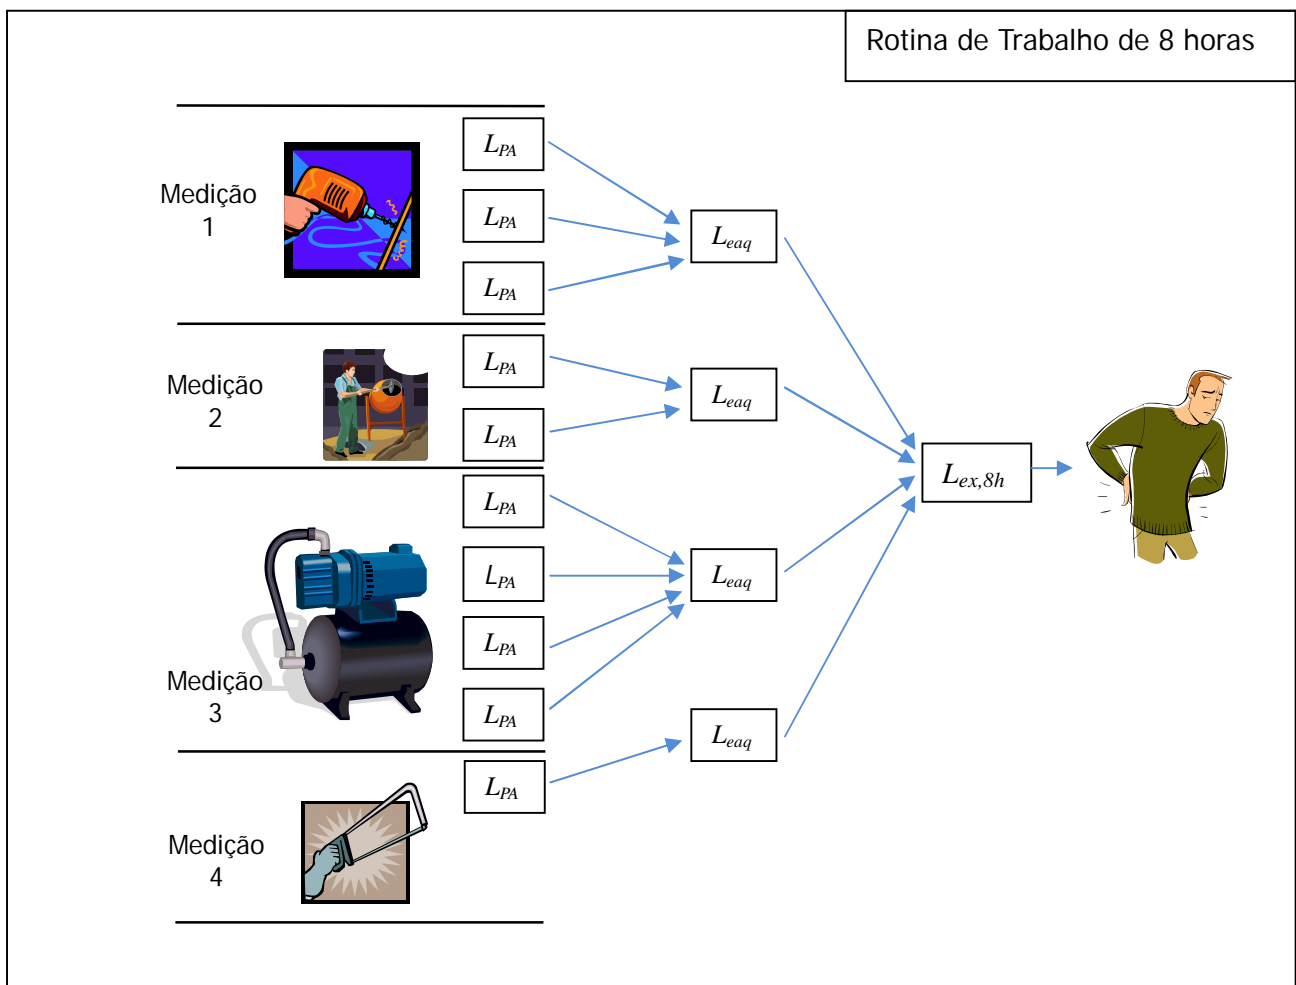 Rotina de Trabalho de 8 horas
Medição
1
L_PA
L_PA
L_PA
L_eaq
Medição
2
L_PA
L_PA
L_eaq
Medição
3
L_PA
L_PA
L_PA
L_PA
L_eaq
Medição
4
L_PA
L_eaq
L_ex,8h